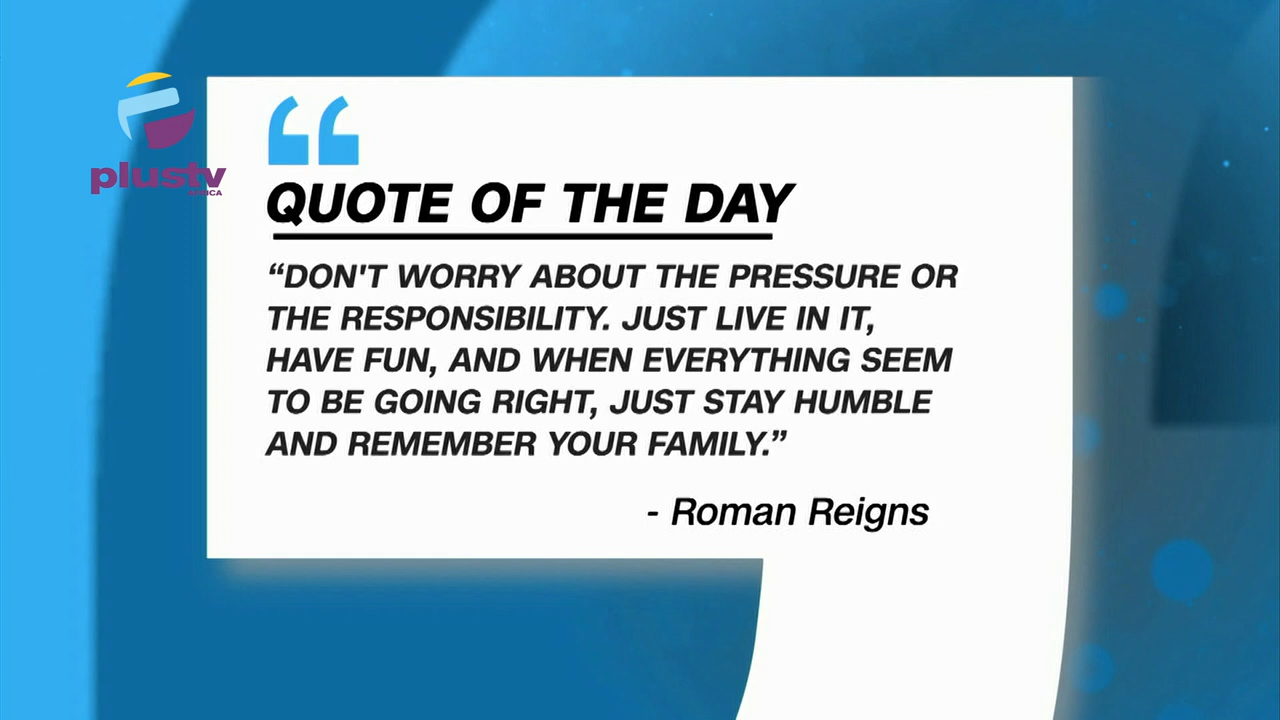 plustv
AFRICA
QUOTE OF THE DAY
“DON'T WORRY ABOUT THE PRESSURE OR
THE RESPONSIBILITY. JUST LIVE IN IT,
HAVE FUN, AND WHEN EVERYTHING SEEM
TO BE GOING RIGHT, JUST STAY HUMBLE
AND REMEMBER YOUR FAMILY.”
- Roman Reigns